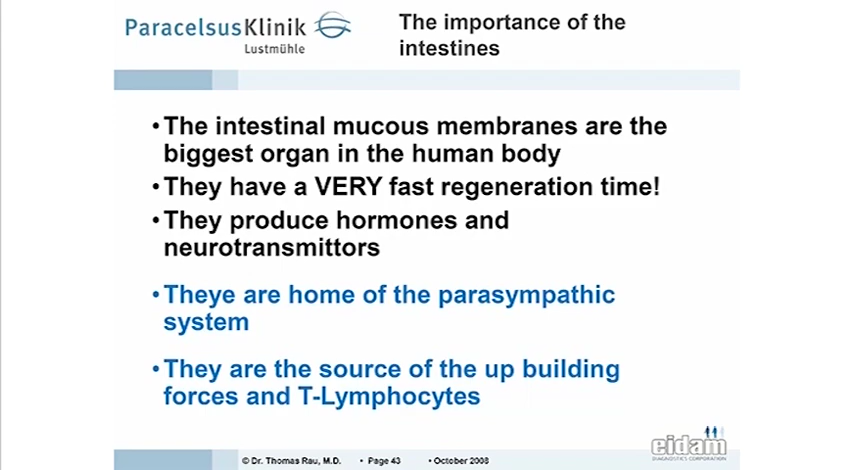 ParacelsusKlinik
Lustmühle
The importance of the
intestines
•The intestinal mucous membranes are the
biggest organ in the human body
•They have a VERY fast regeneration time!
•They produce hormones and
neurotransmittors
•Theye are home of the parasympathic
system
•They are the source of the up building
forces and T-Lymphocytes
eidam
DIAGNOSTICS CORPORATION
© Dr. Thomas Rau, M.D. • Page 43 • October 2008